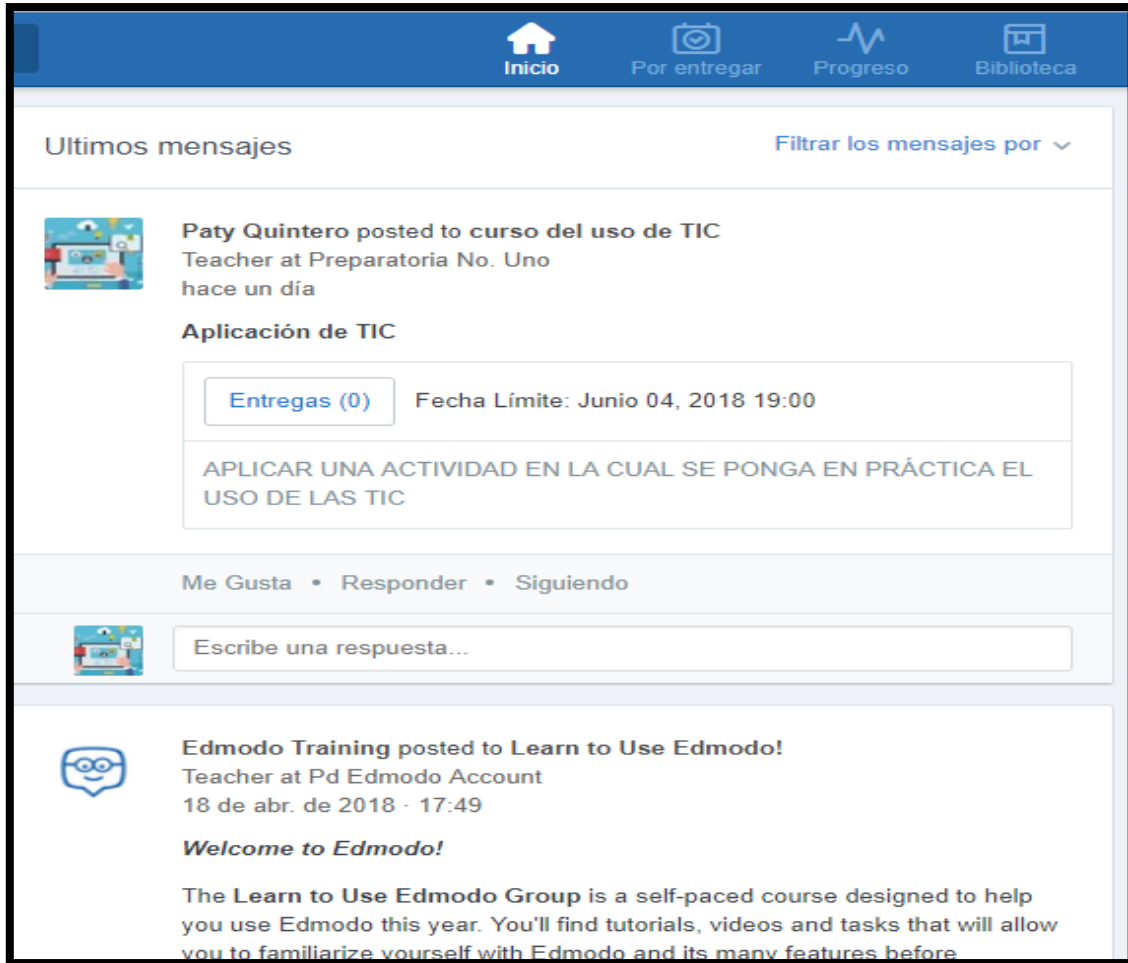 Inicio
Por entregar
Progreso
Biblioteca
Ultimos mensajes
Filtrar los mensajes por
Paty Quintero posted to curso del uso de TIC
Teacher at Preparatoria No. Uno
hace un día
Aplicación de TIC
Entregas (0)
Fecha Límite: Junio 04, 2018 19:00
APLICAR UNA ACTIVIDAD EN LA CUAL SE PONGA EN PRÁCTICA EL
USO DE LAS TIC
Me Gusta • Responder • Siguiendo
Escribe una respuesta...
Edmodo Training posted to Learn to Use Edmodo!
Teacher at Pd Edmodo Account
18 de abr. de 2018 · 17:49
Welcome to Edmodo!
The Learn to Use Edmodo Group is a self-paced course designed to help
you use Edmodo this year. You'll find tutorials, videos and tasks that will allow
you to familiarize yourself with Edmodo and its many features before